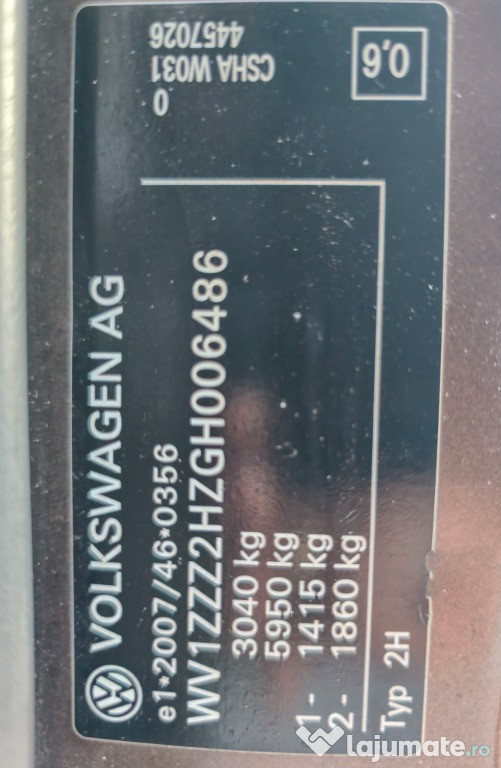 VOLKSWAGEN AG
e1*2007/46*0356
WV1ZZZ2HZGH006486
3040 kg
5950 kg
1- 1415 kg
2- 1860 kg
Typ 2H
0
CSHA W031
4457026
0,6
Lajumate.ro